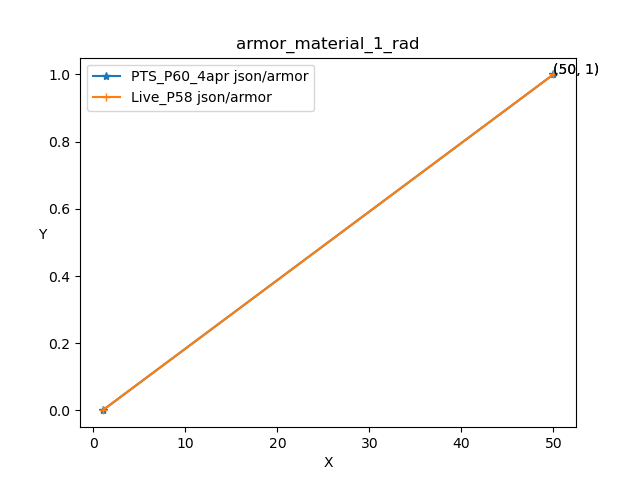 armor_material_1_rad
PTS_P60_4apr json/armor
Live_P58 json/armor
(50, 1)
1.0
0.8
0.6
Y
0.4
0.2
0.0
0 10 20 30 40 50
X